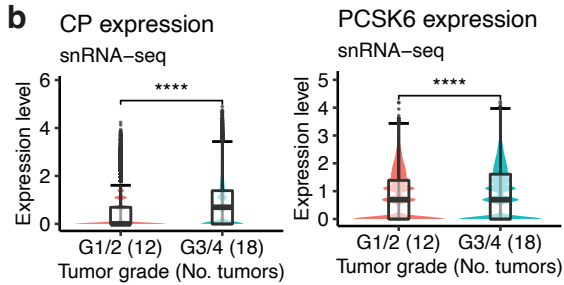 b
CP expression
snRNA-seq
Expression level
6
4
2
0
****
G1/2 (12) G3/4 (18)
Tumor grade (No. tumors)
PCSK6 expression
snRNA-seq
Expression level
5
4
3
2
1
0
****
G1/2 (12) G3/4 (18)
Tumor grade (No. tumors)